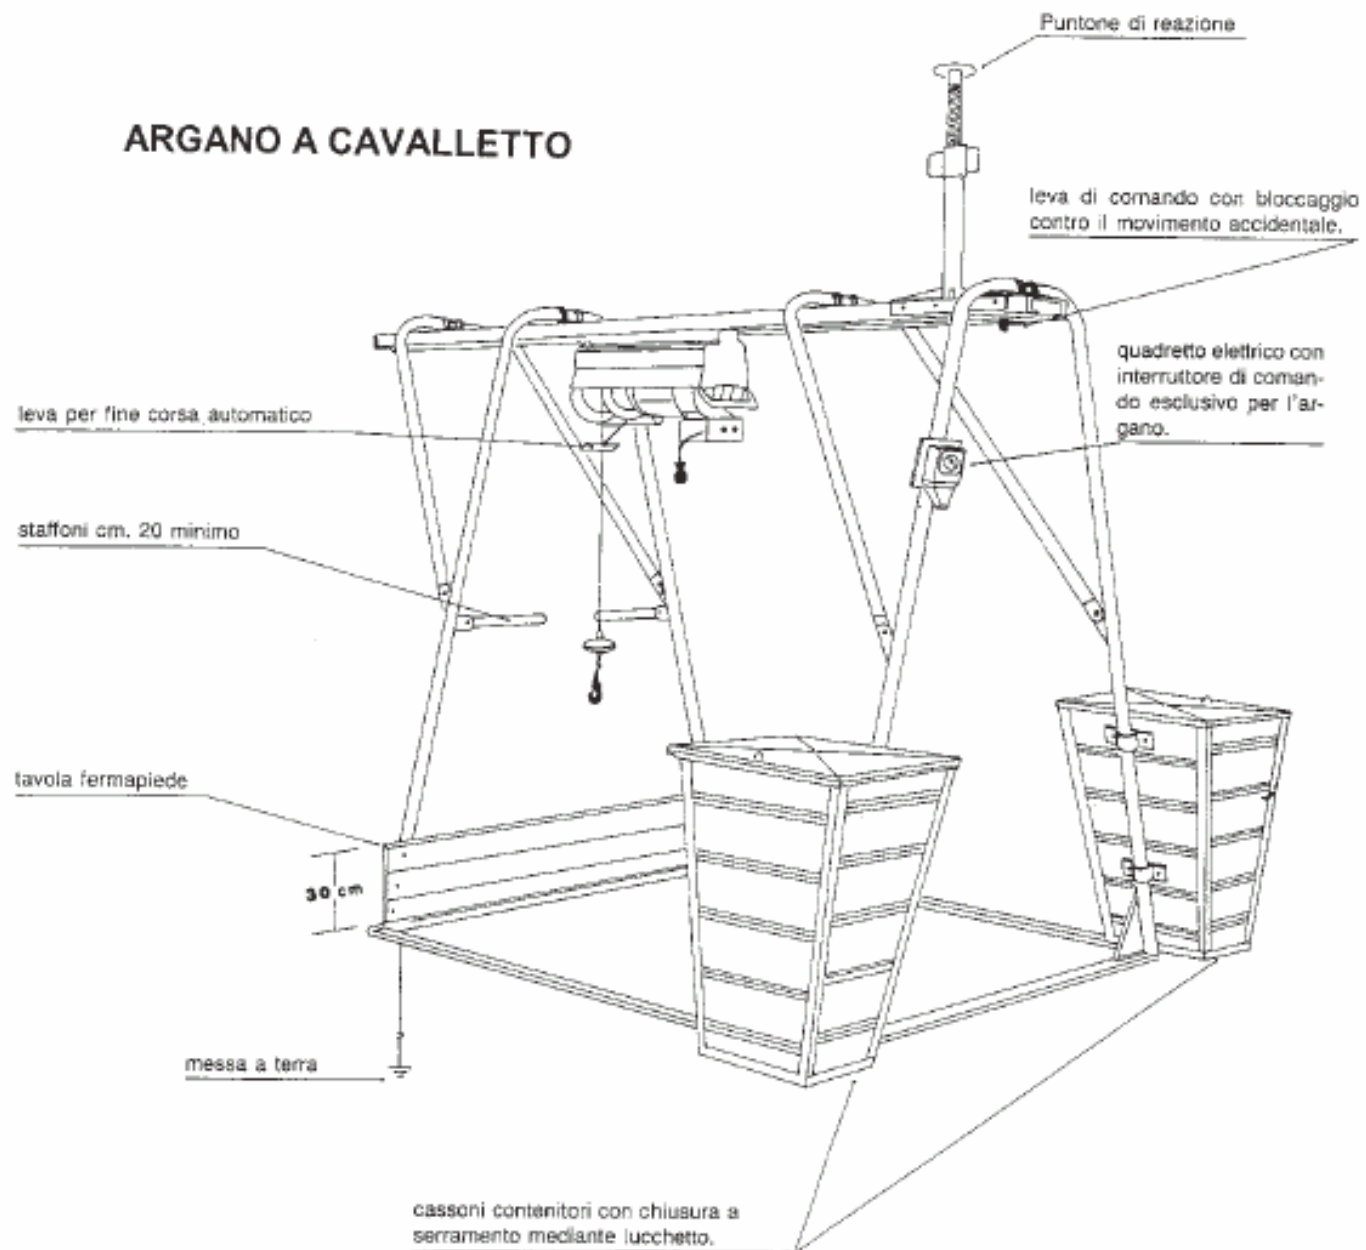 Puntone di reazione
ARGANO A CAVALLETTO
leva di comando con bloccaggio
contro il movimento accidentale.
quadretto elettrico con
interruttore di coman-
do esclusivo per l'ar-
gano.
leva per fine corsa automatico
staffoni cm. 20 minimo
tavola fermapiede
30 cm
messa a terra
cassoni contenitori con chiusura a
serramento mediante lucchetto.